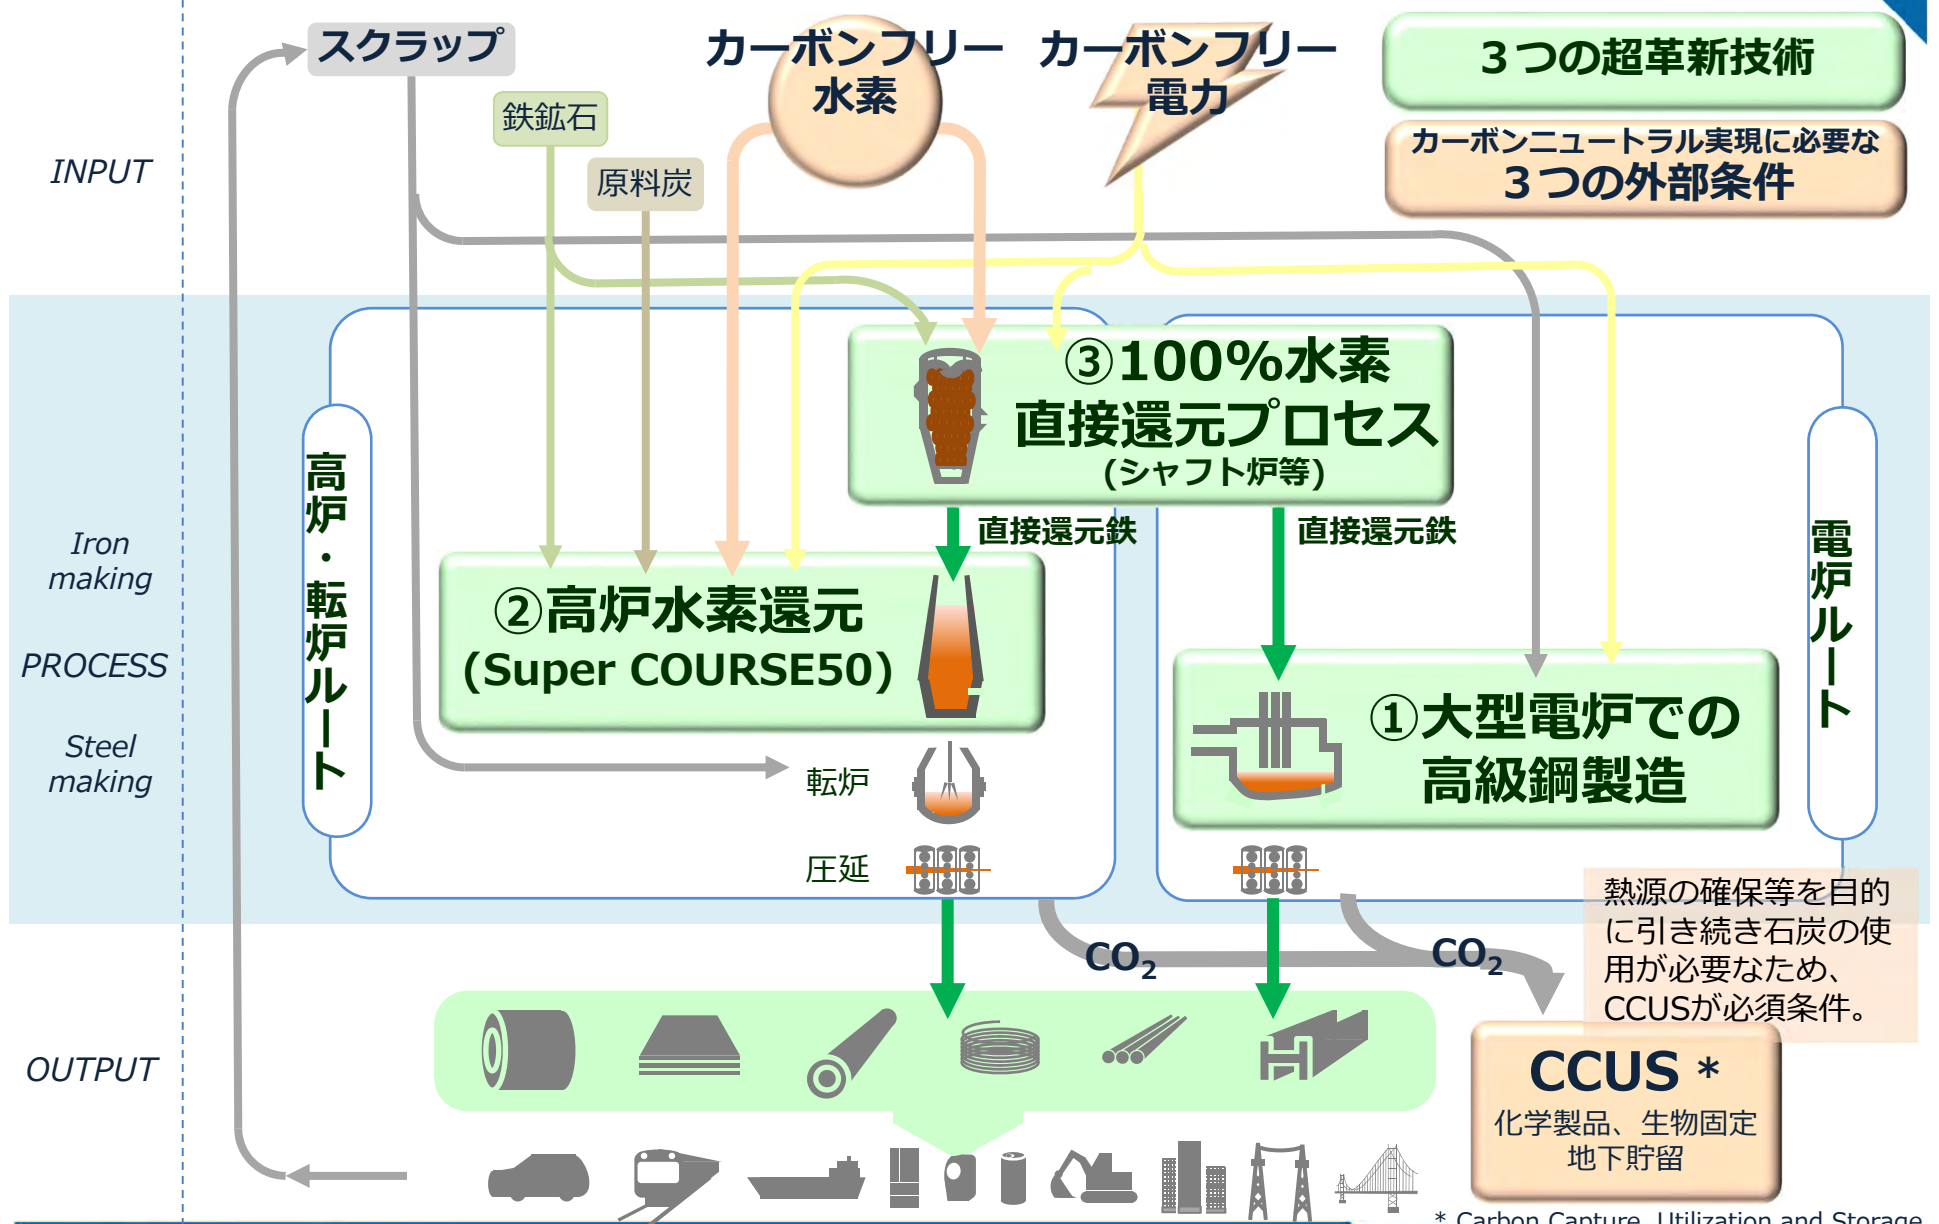 スクラップ
カーボンフリー
水素
カーボンフリー
電力
３つの超革新技術
カーボンニュートラル実現に必要な
３つの外部条件
鉄鉱石
原料炭
INPUT
③100%水素
直接還元プロセス
(シャフト炉等)
高炉・転炉ルート
電炉ルート
直接還元鉄
直接還元鉄
Iron
making
PROCESS
Steel
making
②高炉水素還元
(Super COURSE50)
①大型電炉での
高級鋼製造
転炉
圧延
熱源の確保等を目的
に引き続き石炭の使
用が必要なため、
CCUSが必須条件。
CO₂
CO₂
OUTPUT
CCUS *
化学製品、生物固定
地下貯留
* Carbon Capture, Utilization and Storage